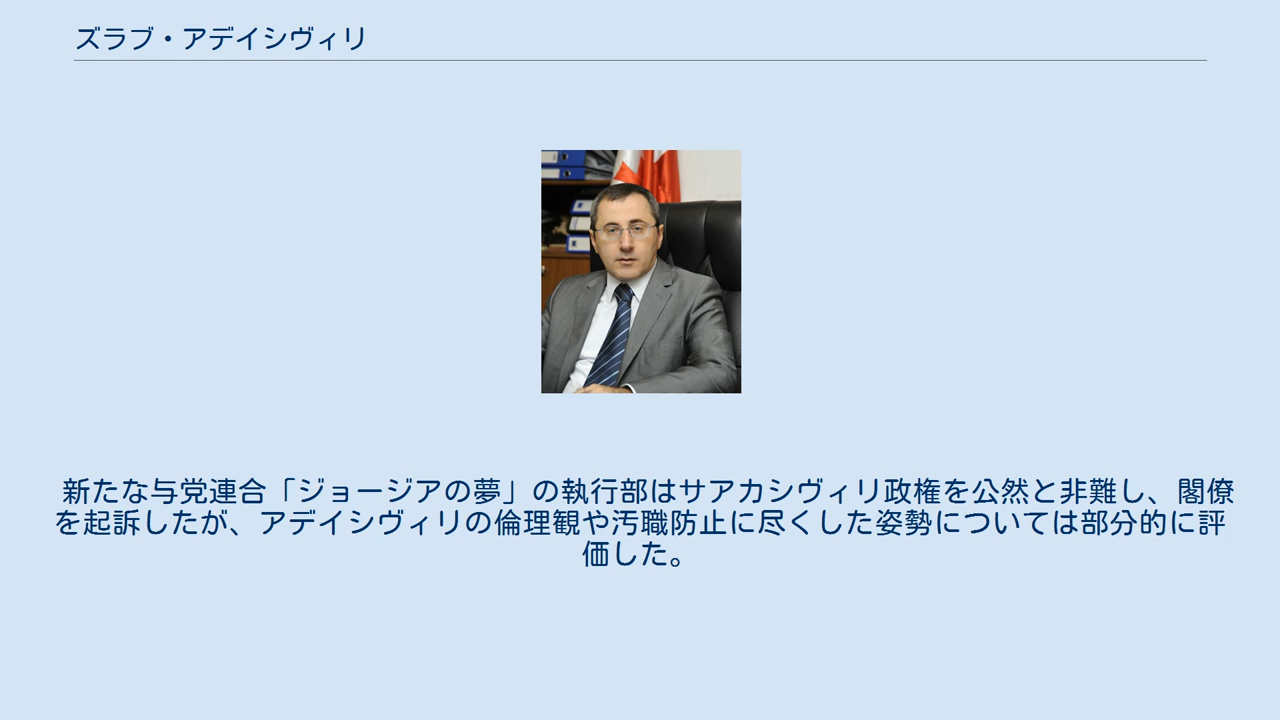 ズラブ・アデイシヴィリ
新たな与党連合「ジョージアの夢」の執行部はサアカシヴィリ政権を公然と非難し、閣僚
を起訴したが、アデイシヴィリの倫理観や汚職防止に尽くした姿勢については部分的に評
価した。